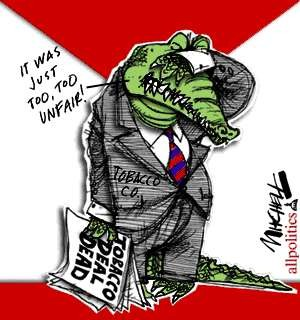 IT WAS
JUST
TOO, TOO
UNFAIR!
TOBACCO
CO.
TOBACCO
DEAL
DEAD
MITCHELL
allpolitics